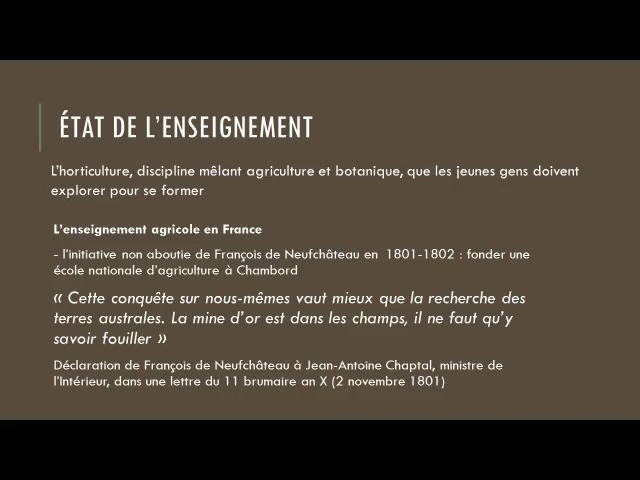 ÉTAT DE L'ENSEIGNEMENT
L'horticulture, discipline mêlant agriculture et botanique, que les jeunes gens doivent
explorer pour se former
L'enseignement agricole en France
- l'initiative non aboutie de François de Neufchâteau en 1801-1802 : fonder une
école nationale d'agriculture à Chambord
« Cette conquête sur nous-mêmes vaut mieux que la recherche des
terres australes. La mine d'or est dans les champs, il ne faut qu'y
savoir fouiller »
Déclaration de François de Neufchâteau à Jean-Antoine Chaptal, ministre de
l'Intérieur, dans une lettre du 11 brumaire an X (2 novembre 1801)